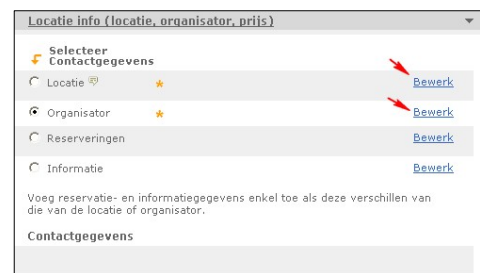 Locatie info (locatie, organisator, prijs)
Selecteer
Contactgegevens
Locatie * Bewerk
Organisator * Bewerk
Reserveringen Bewerk
Informatie Bewerk
Voeg reservatie- en informatiegegevens enkel toe als deze verschillen van
die van de locatie of organisator.
Contactgegevens